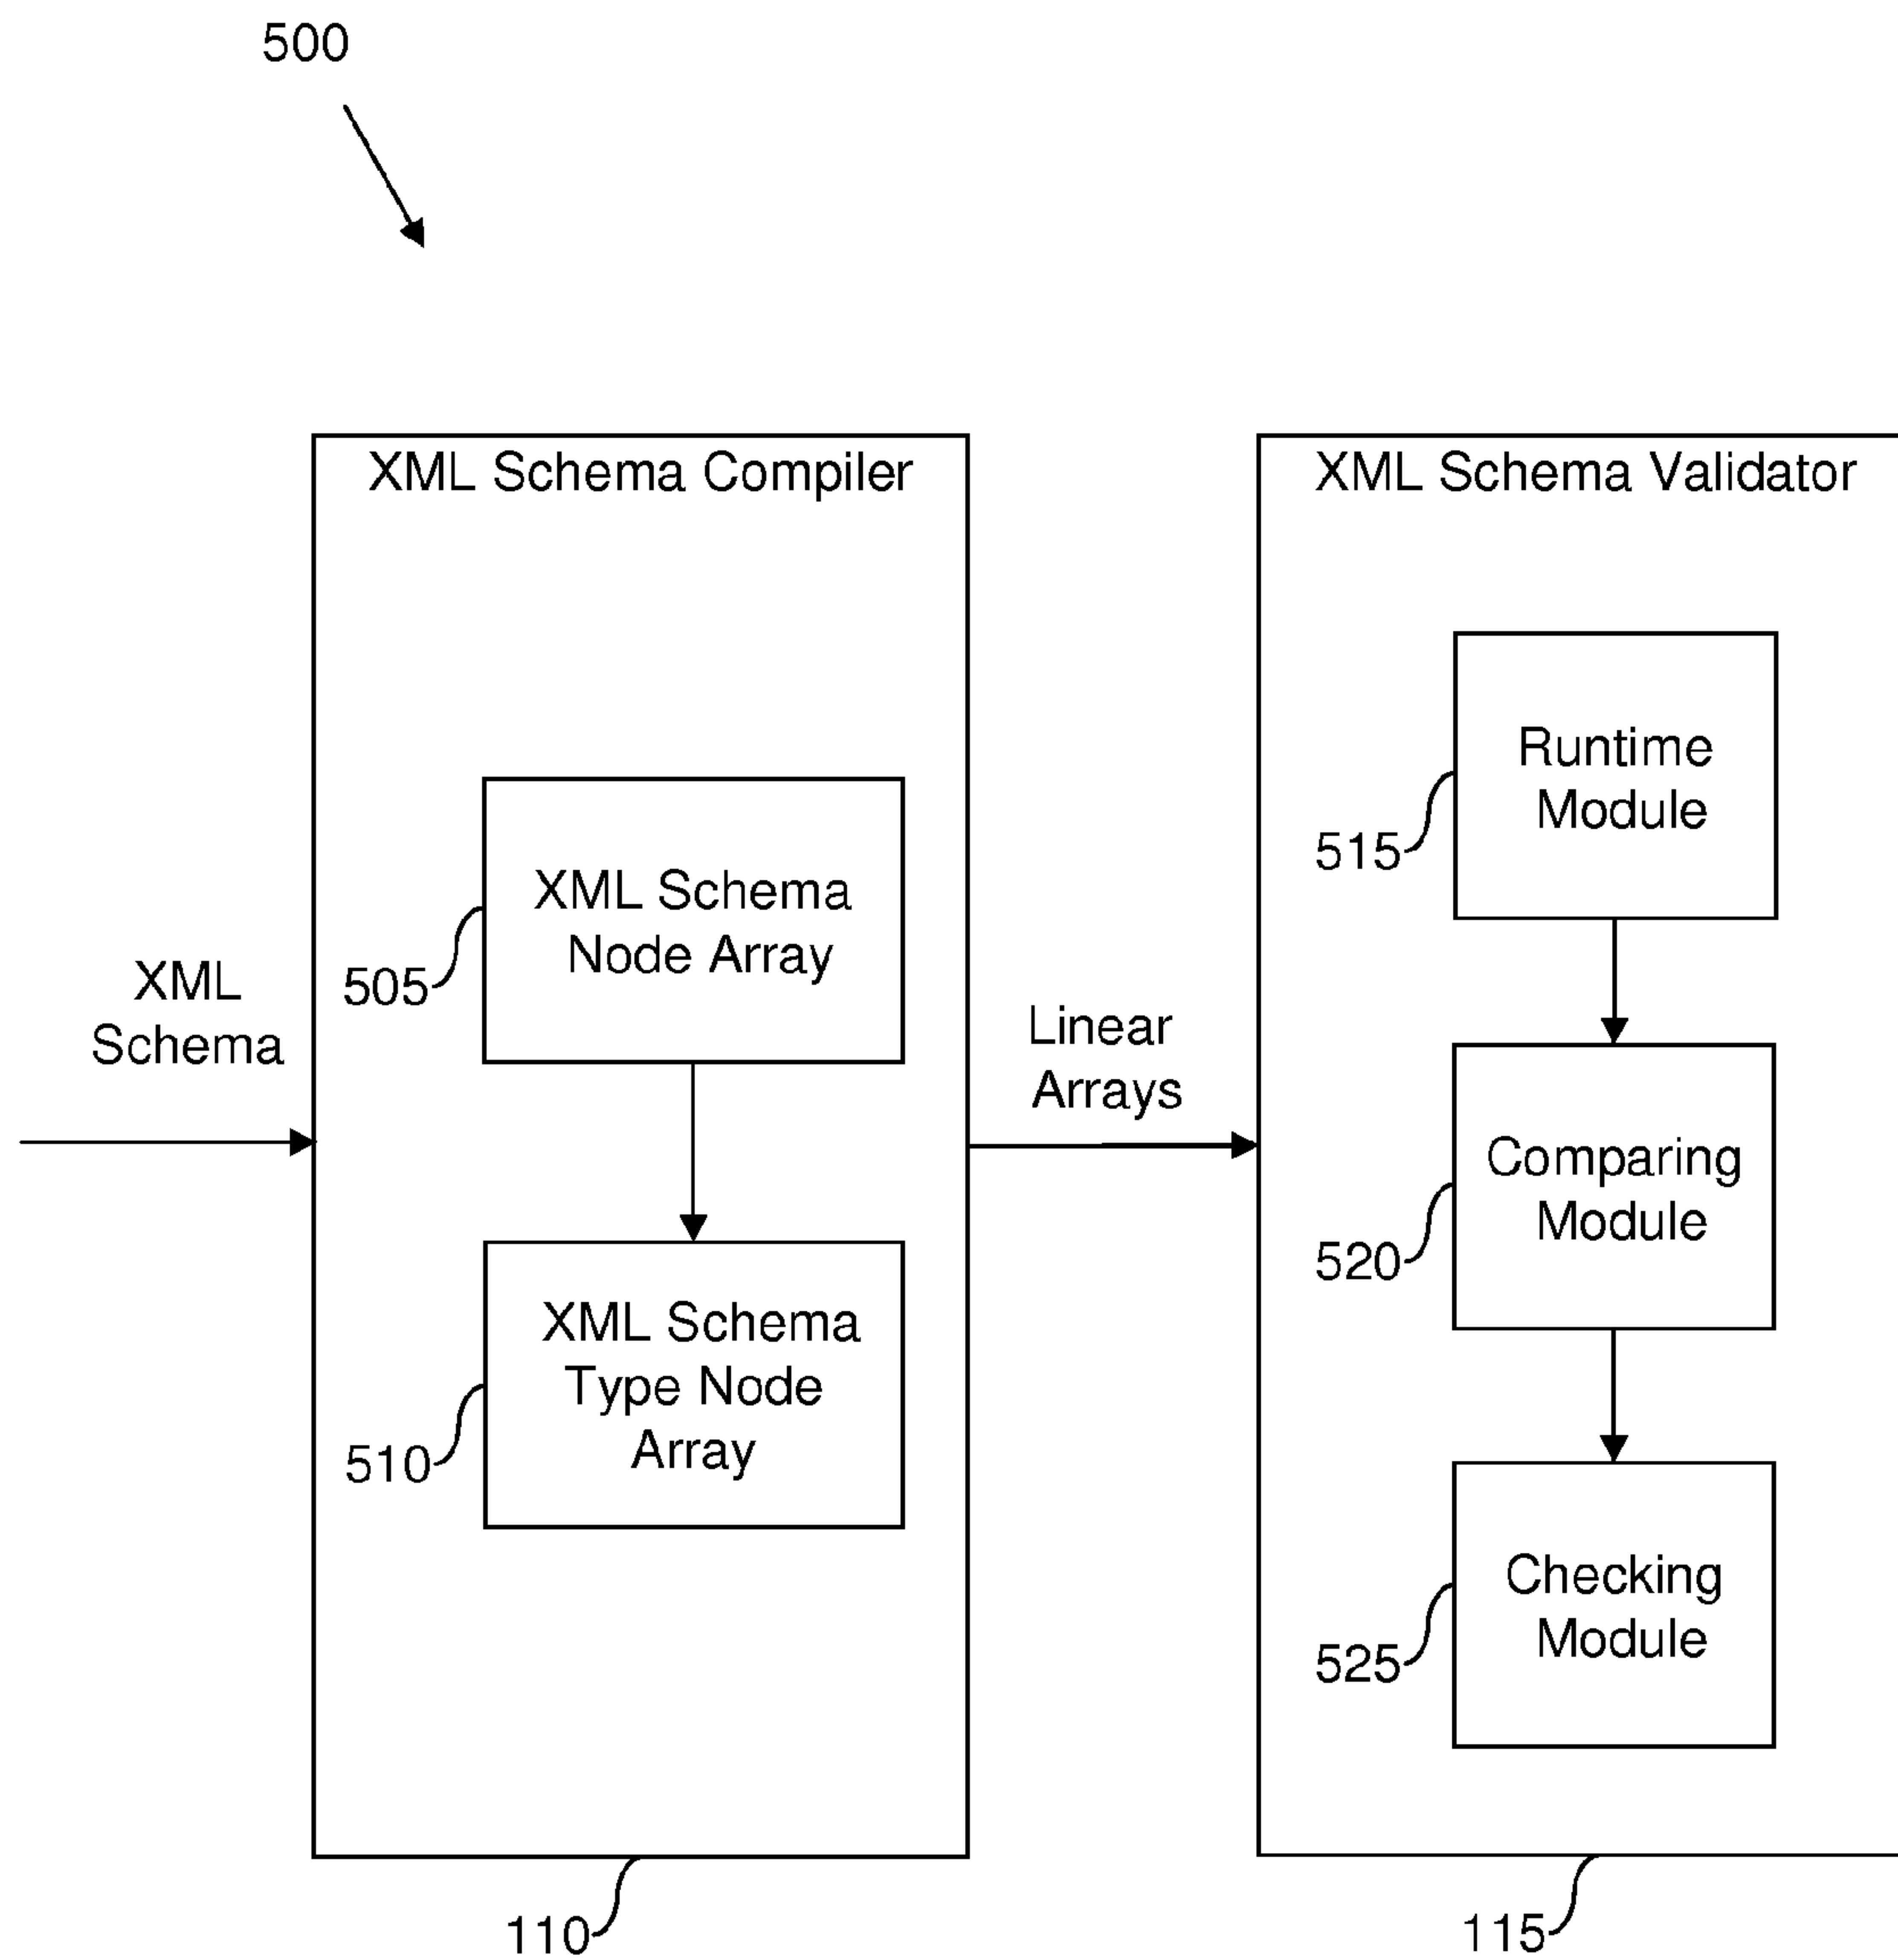 500
XML Schema Compiler
XML Schema Validator
XML
Schema
XML Schema
Node Array
505
XML Schema
Type Node
Array
510
110
Linear
Arrays
Runtime
Module
515
Comparing
Module
520
Checking
Module
525
115